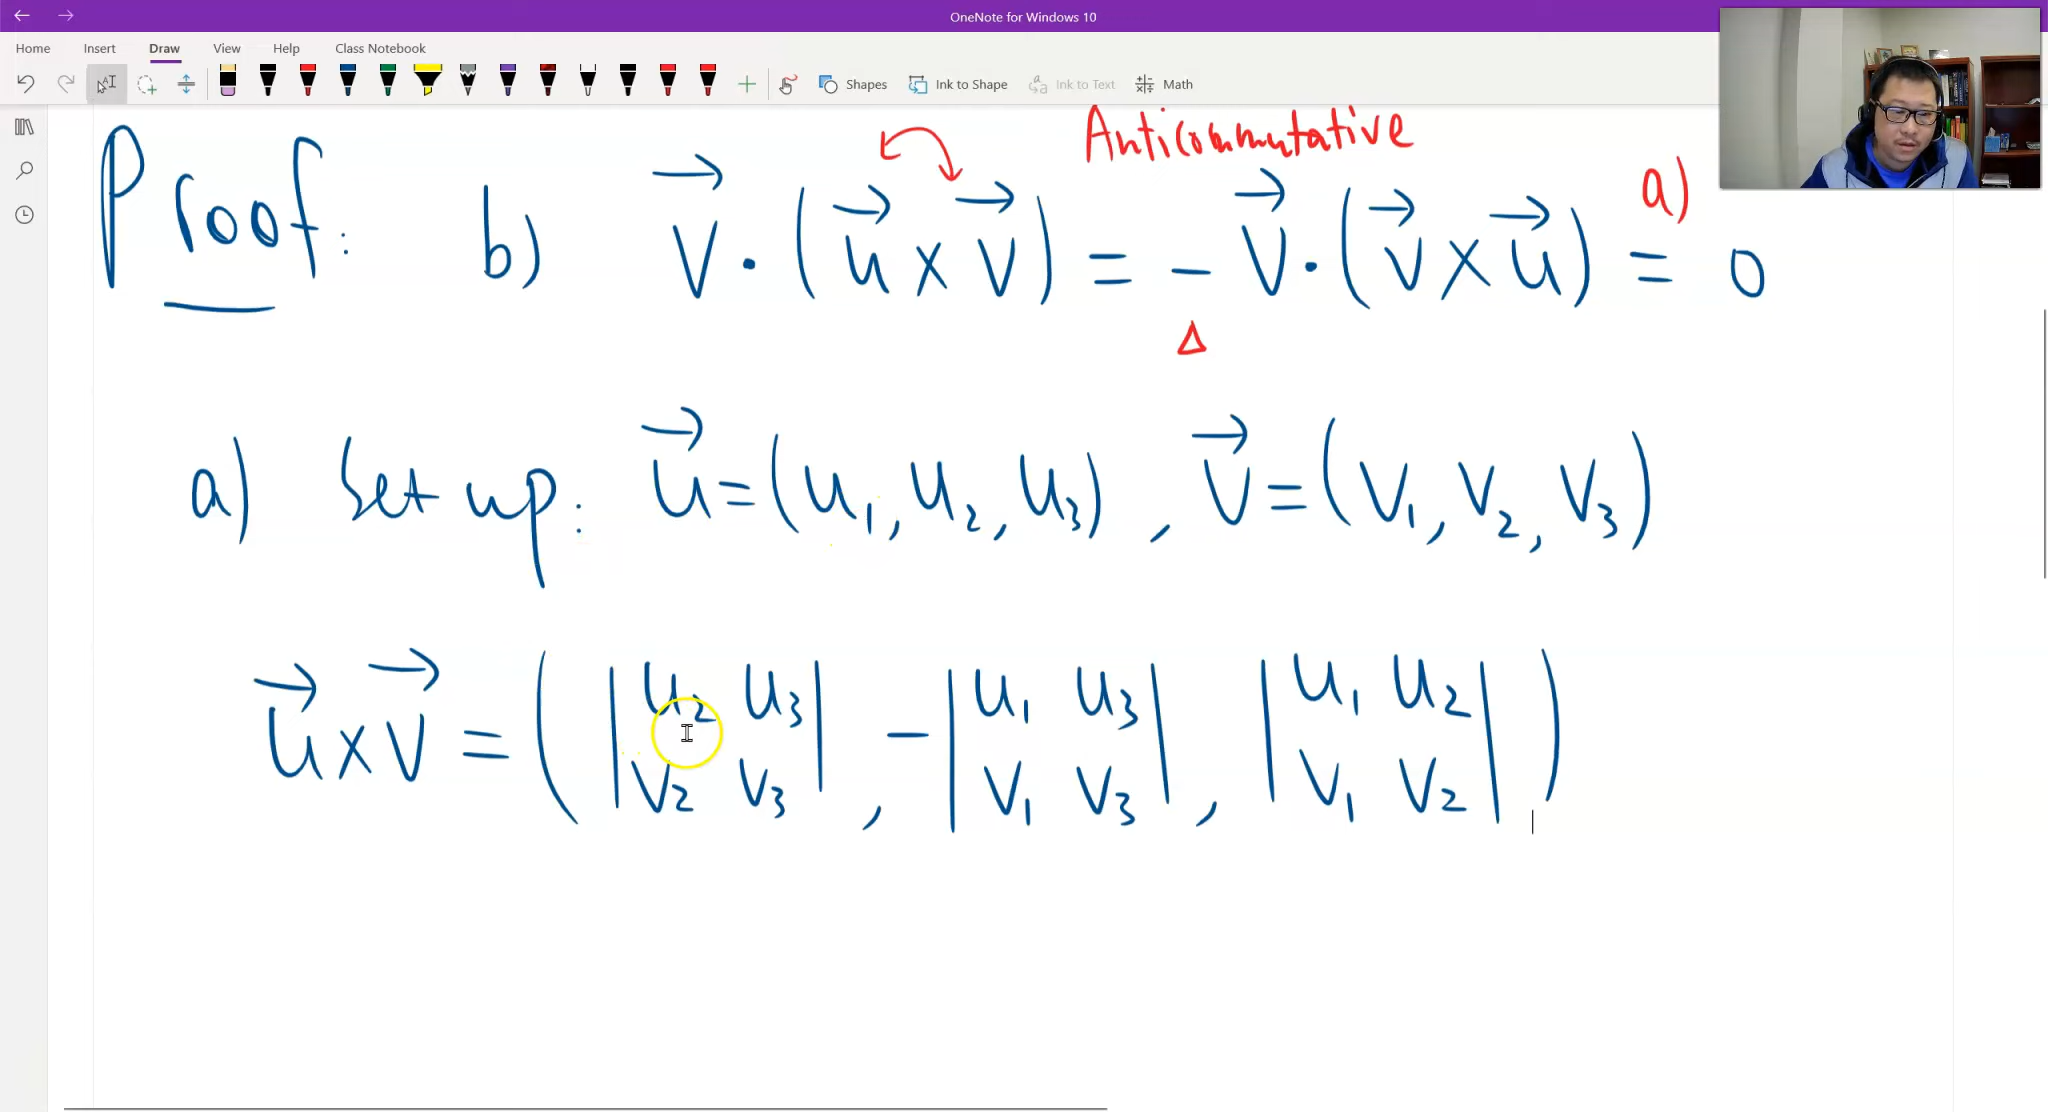 OneNote for Windows 10
Home Insert Draw View Help Class Notebook
Shapes Ink to Shape Ink to Text Math
Anticommutative
Proof: b) v⃗ · (u⃗ × v⃗) = − v⃗ · (v⃗ × u⃗) = 0
a)
Δ
a) Set up: u⃗ = (u₁, u₂, u₃), v⃗ = (v₁, v₂, v₃)
u⃗ × v⃗ = ( | u₂ u₃ | , − | u₁ u₃ | , | u₁ u₂ | )
| v₂ v₃ | | v₁ v₃ | | v₁ v₂ |